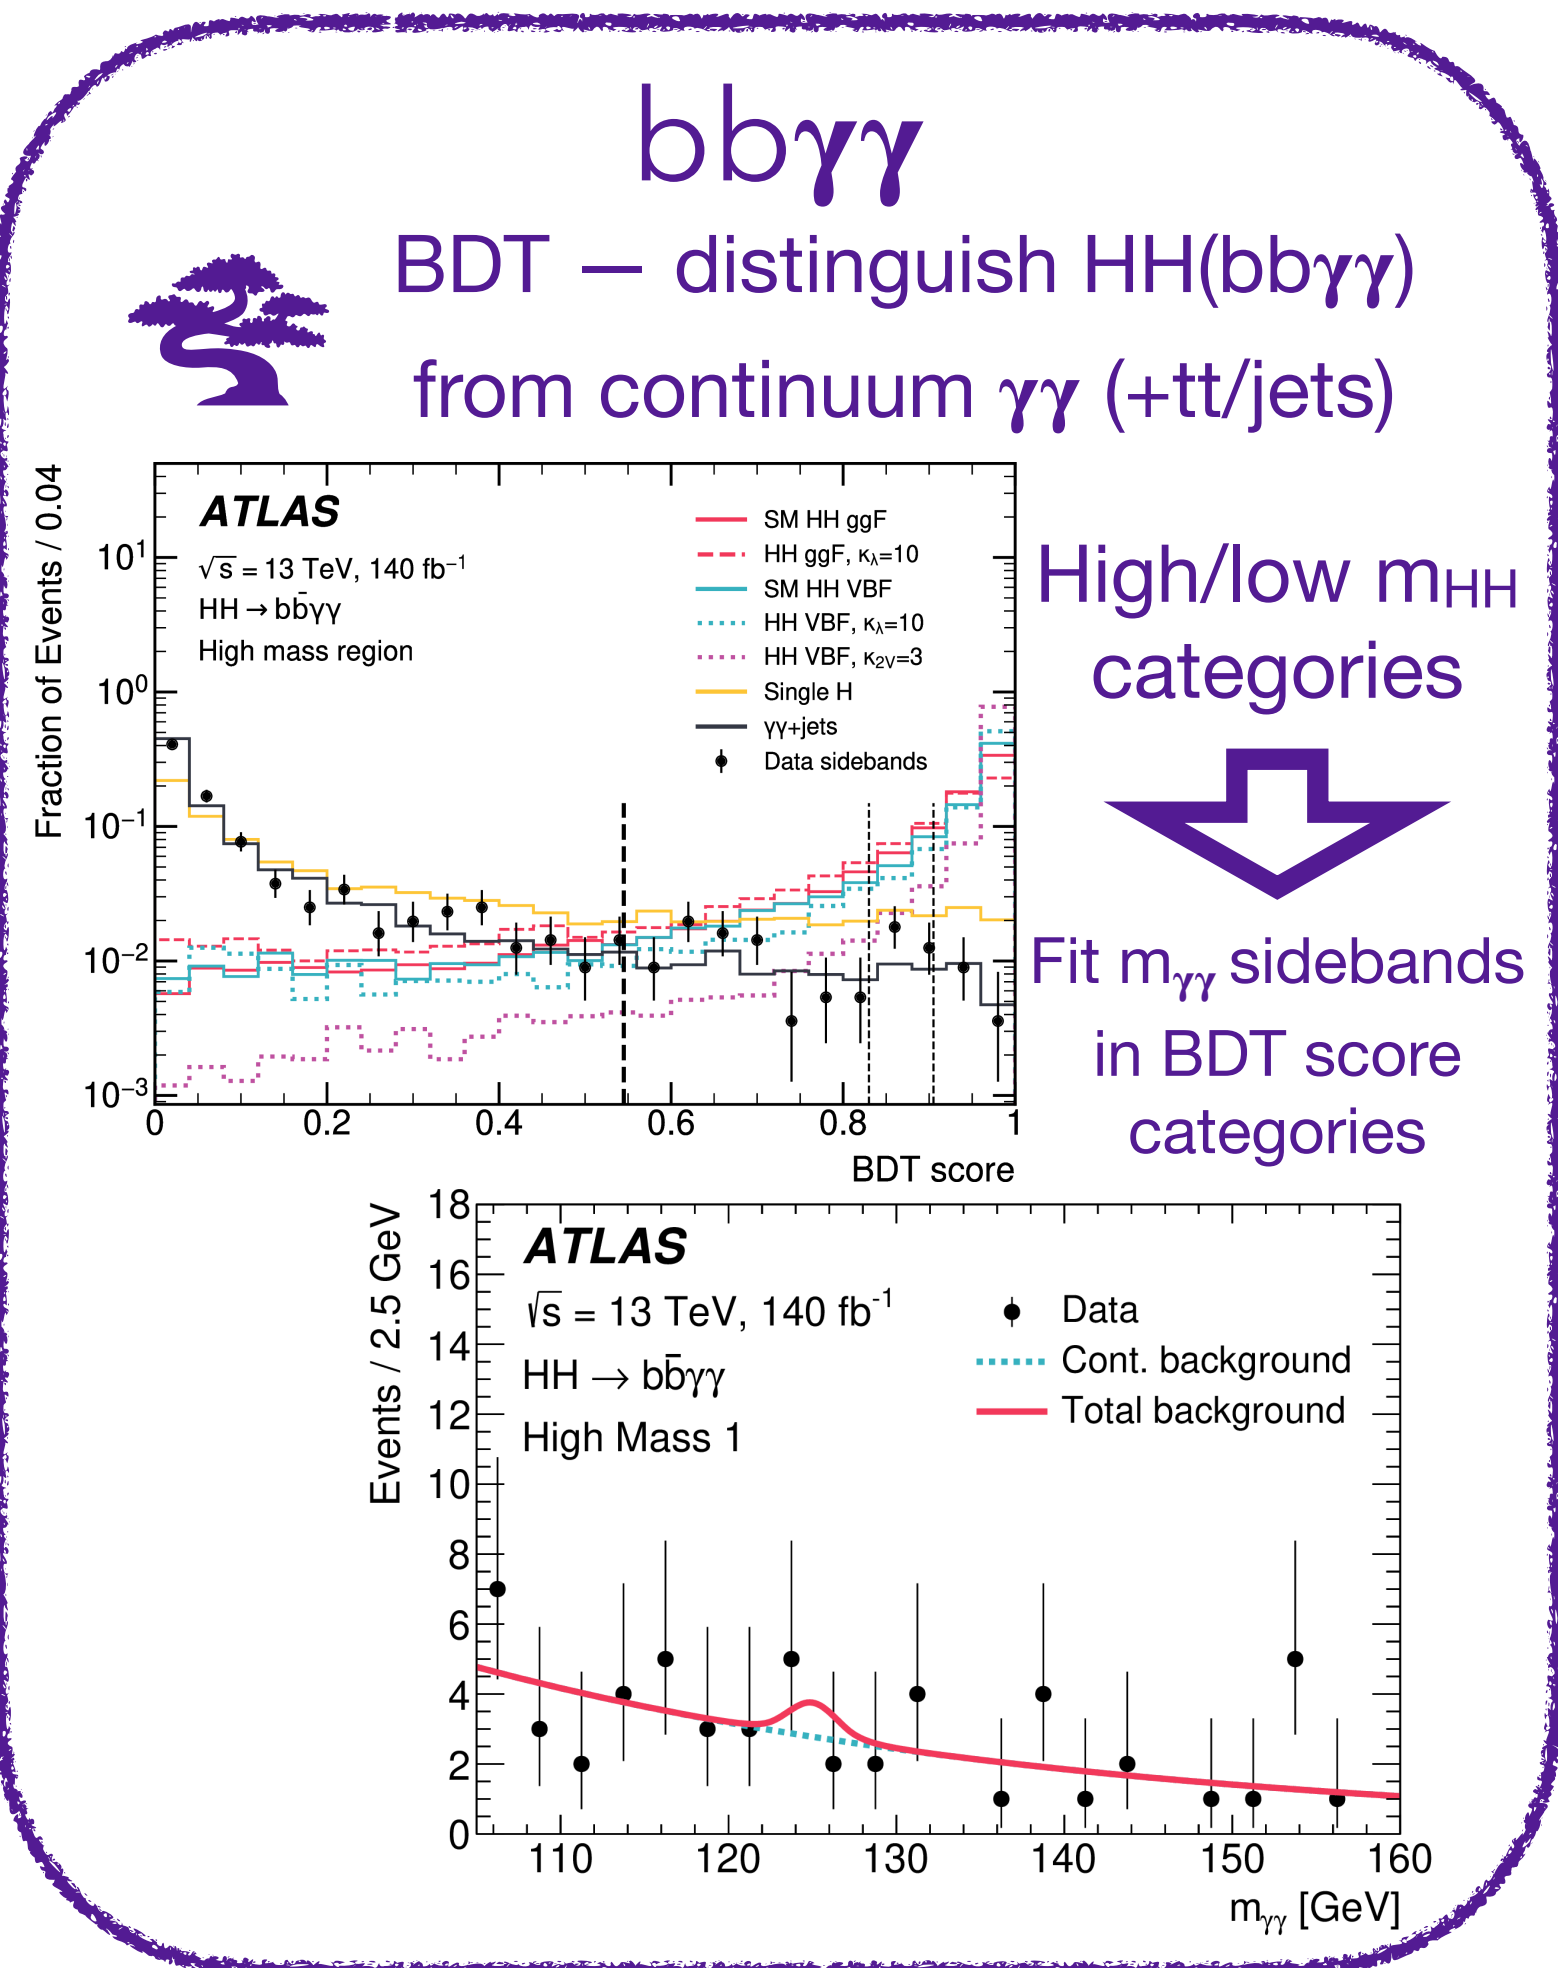 bbγγ
BDT — distinguish HH(bbγγ)
from continuum γγ (+tt/jets)
Fraction of Events / 0.04
ATLAS
√s = 13 TeV, 140 fb⁻¹
HH → bb̄γγ
High mass region
SM HH ggF
HH ggF, κλ=10
SM HH VBF
HH VBF, κλ=10
HH VBF, κ2V=3
Single H
γγ+jets
Data sidebands
10¹
10⁰
10⁻¹
10⁻²
10⁻³
0 0.2 0.4 0.6 0.8 1
BDT score
High/low mHH
categories
Fit mγγ sidebands
in BDT score
categories
Events / 2.5 GeV
ATLAS
√s = 13 TeV, 140 fb⁻¹
HH → bb̄γγ
High Mass 1
Data
Cont. background
Total background
18
16
14
12
10
8
6
4
2
0
110 120 130 140 150 160
mγγ [GeV]